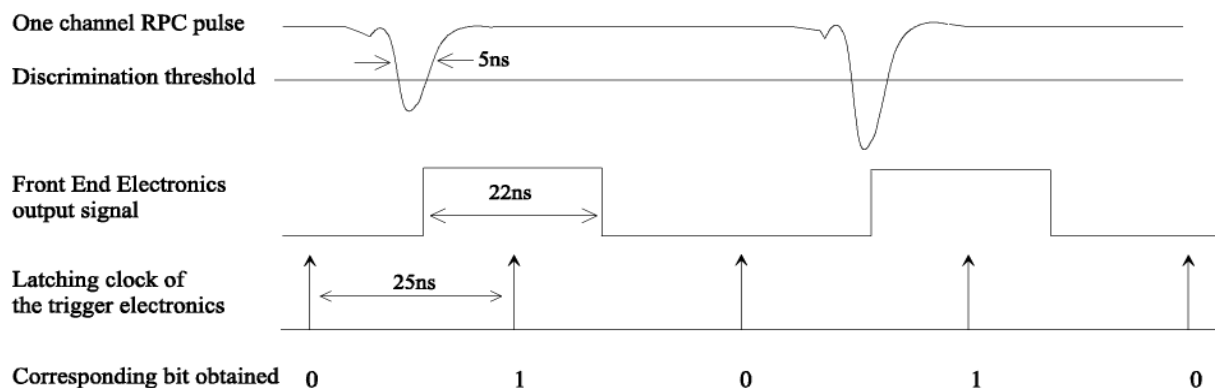 One channel RPC pulse
5ns
Discrimination threshold
Front End Electronics
output signal
22ns
Latching clock of
the trigger electronics
25ns
Corresponding bit obtained 0 1 0 1 0